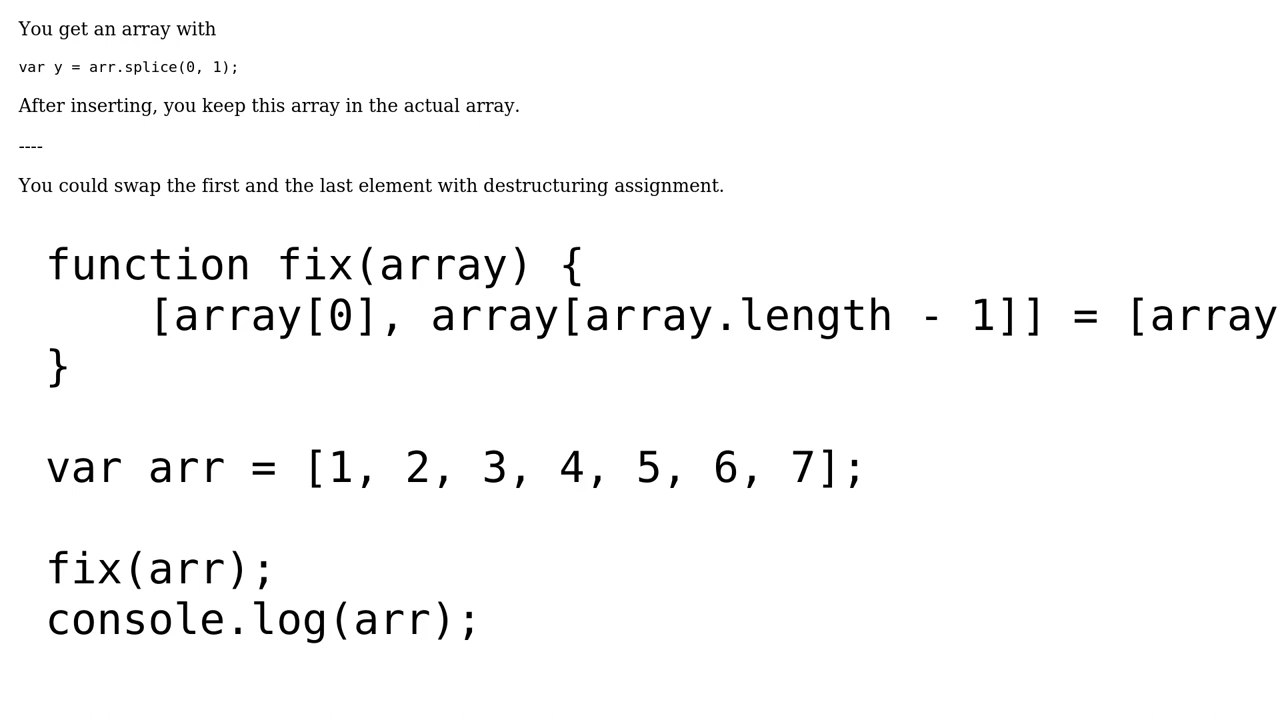 You get an array with
var y = arr.splice(0, 1);
After inserting, you keep this array in the actual array.
----
You could swap the first and the last element with destructuring assignment.
function fix(array) {
    [array[0], array[array.length - 1]] = [array
}
var arr = [1, 2, 3, 4, 5, 6, 7];
fix(arr);
console.log(arr);